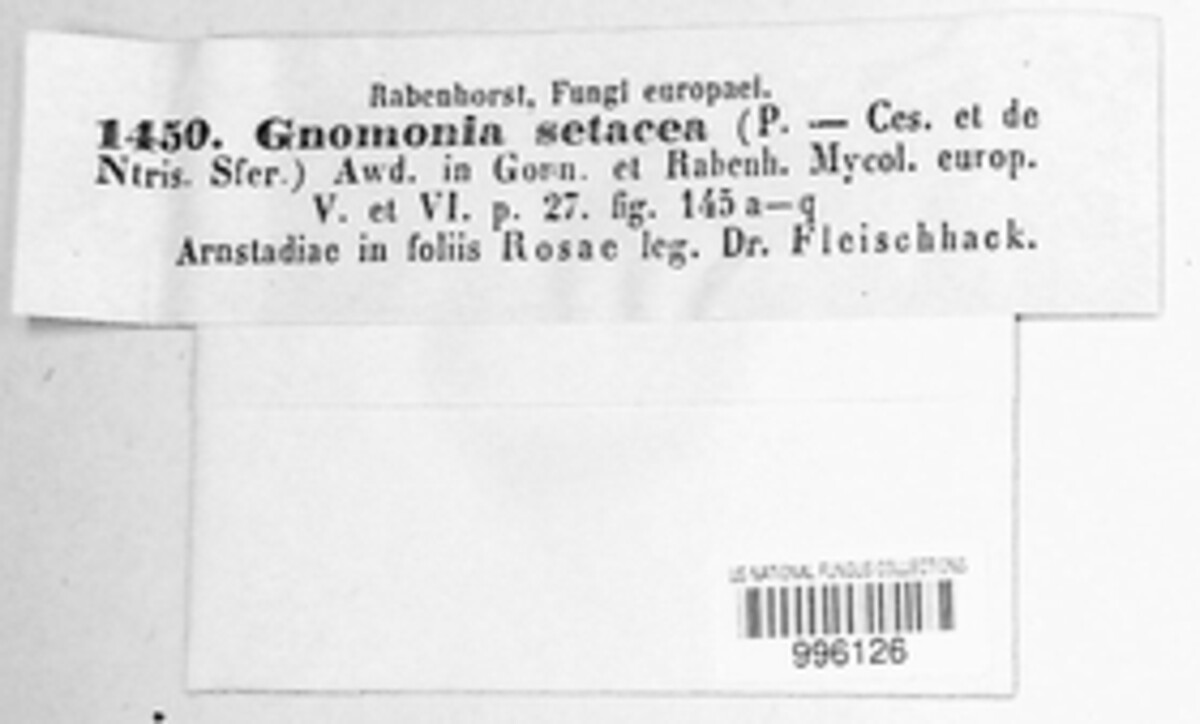 Rabenhorst, Fungi europaei.
1450. Gnomonia setacea (P. — Ces. et de
Ntris. Sfer.) Awd. in Gonn. et Rabenh. Mycol. europ.
V. et VI. p. 27. fig. 145 a—q
Arnstadiae in foliis Rosae leg. Dr. Fleischhack.
US NATIONAL FUNGUS COLLECTIONS
996126